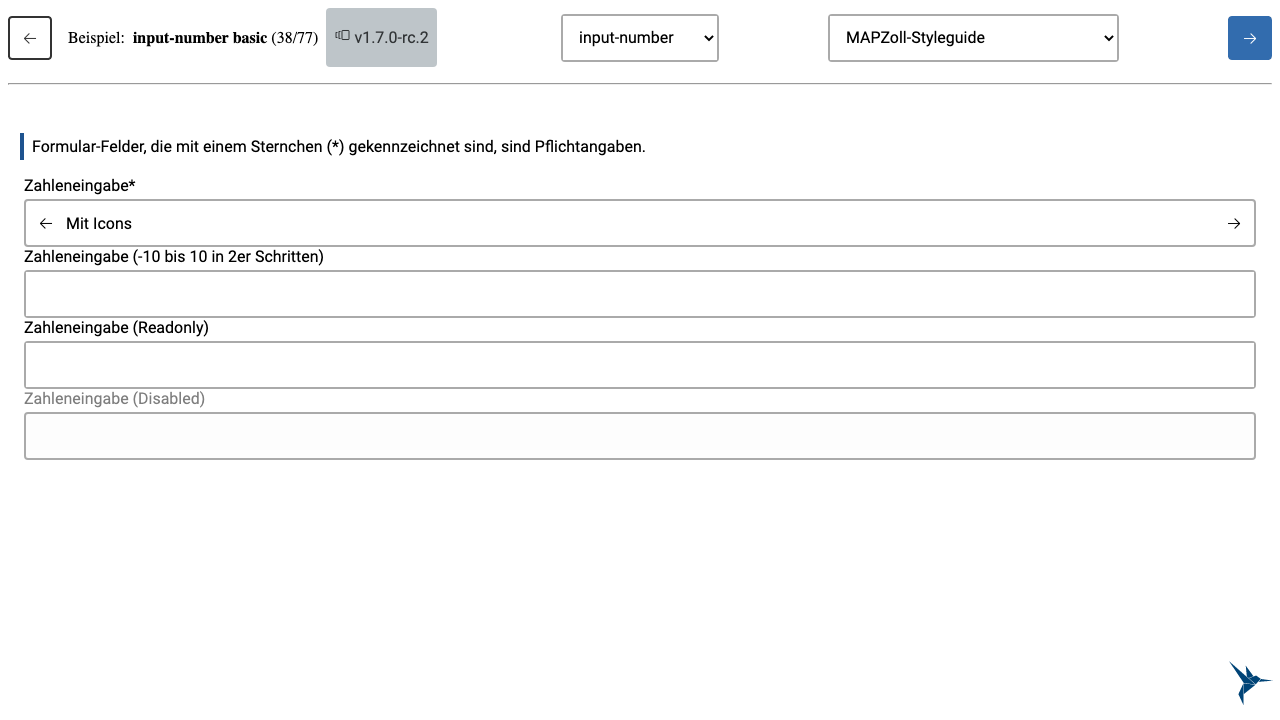 Beispiel: input-number basic (38/77) v1.7.0-rc.2 input-number MAPZoll-Styleguide
Formular-Felder, die mit einem Sternchen (*) gekennzeichnet sind, sind Pflichtangaben.
Zahleneingabe*
Mit Icons
Zahleneingabe (-10 bis 10 in 2er Schritten)
Zahleneingabe (Readonly)
Zahleneingabe (Disabled)